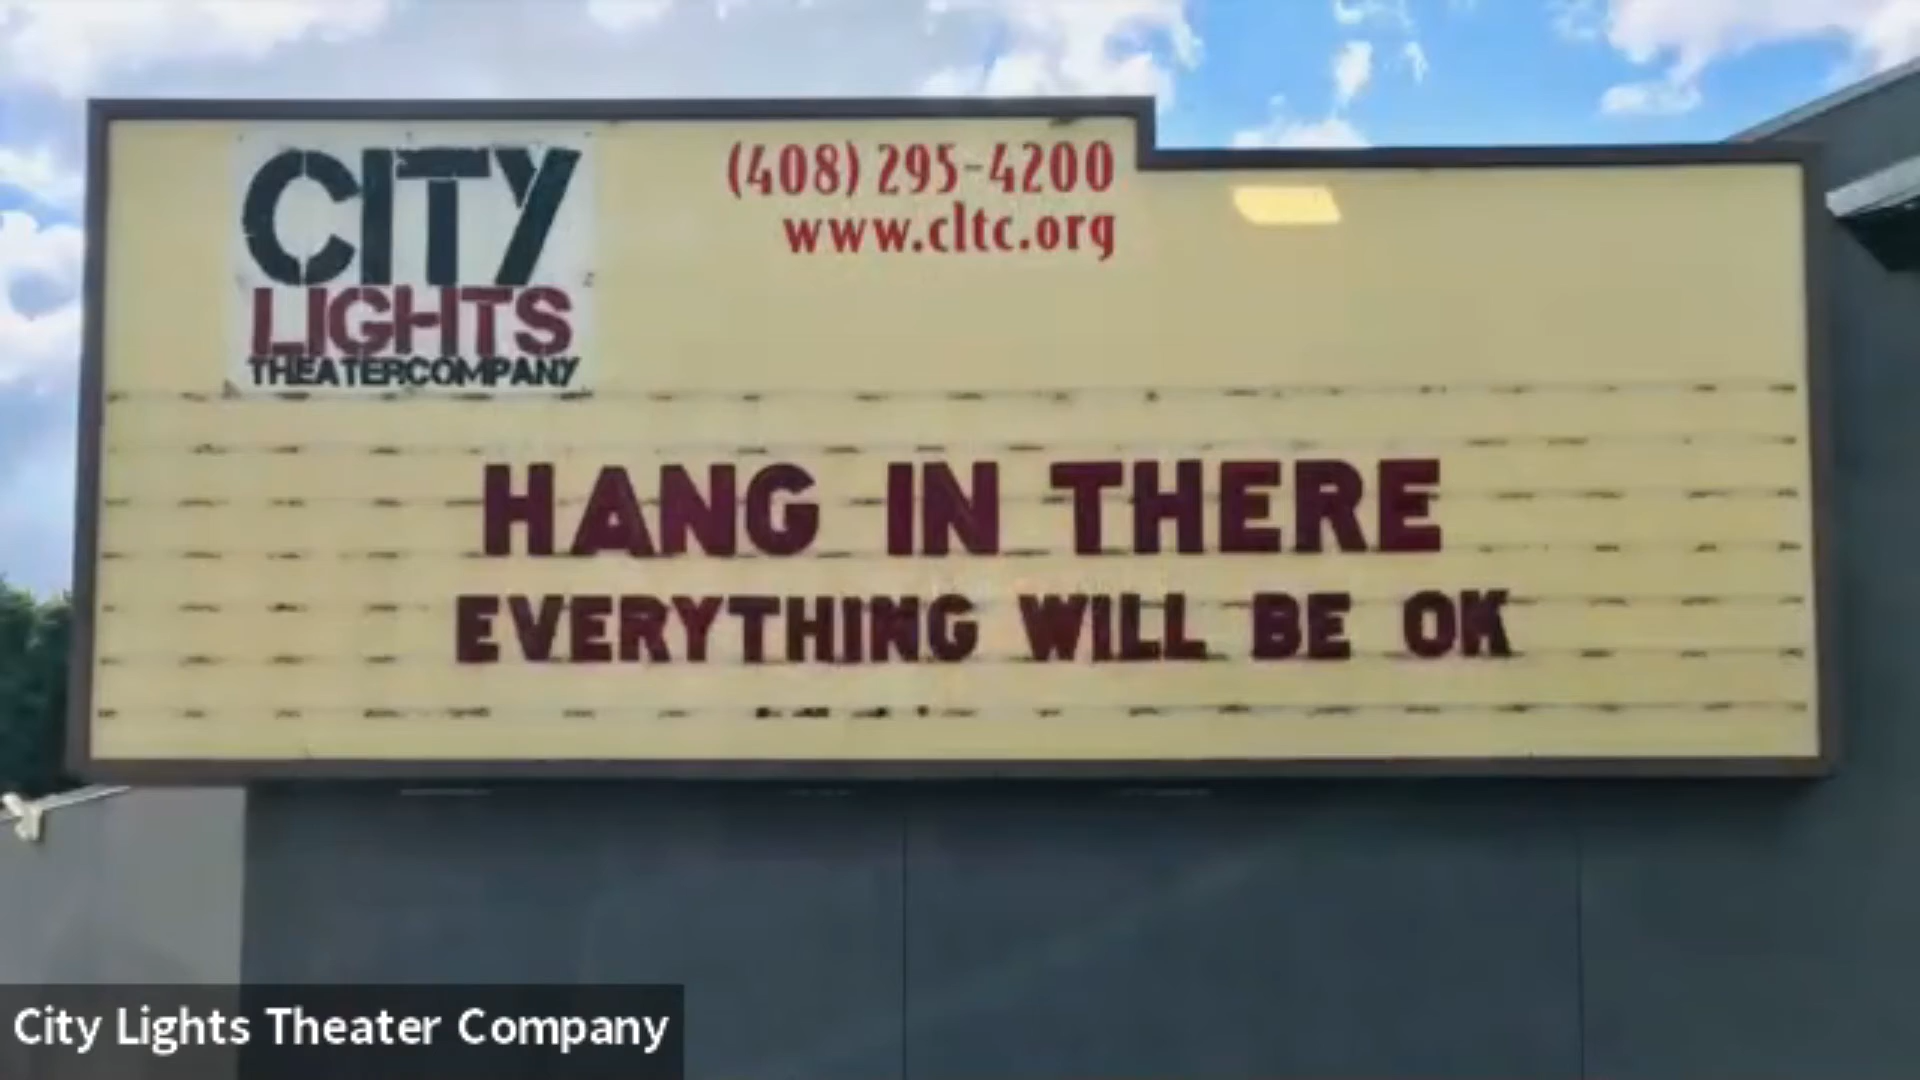 CITY
LIGHTS
THEATERCOMPANY
(408) 295-4200
www.cltc.org
HANG IN THERE
EVERYTHING WILL BE OK
City Lights Theater Company